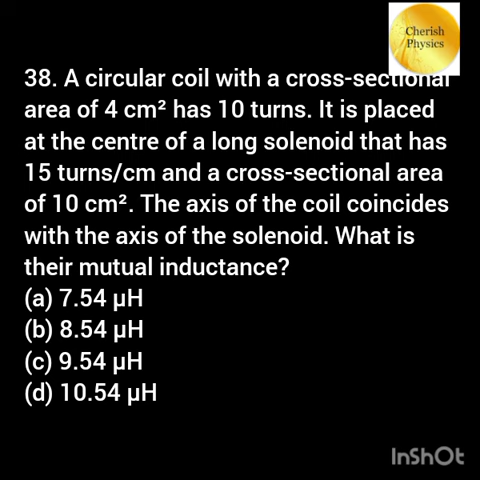 Cherish
Physics
38. A circular coil with a cross-sectional
area of 4 cm² has 10 turns. It is placed
at the centre of a long solenoid that has
15 turns/cm and a cross-sectional area
of 10 cm². The axis of the coil coincides
with the axis of the solenoid. What is
their mutual inductance?
(a) 7.54 µH
(b) 8.54 µH
(c) 9.54 µH
(d) 10.54 µH
InShOt